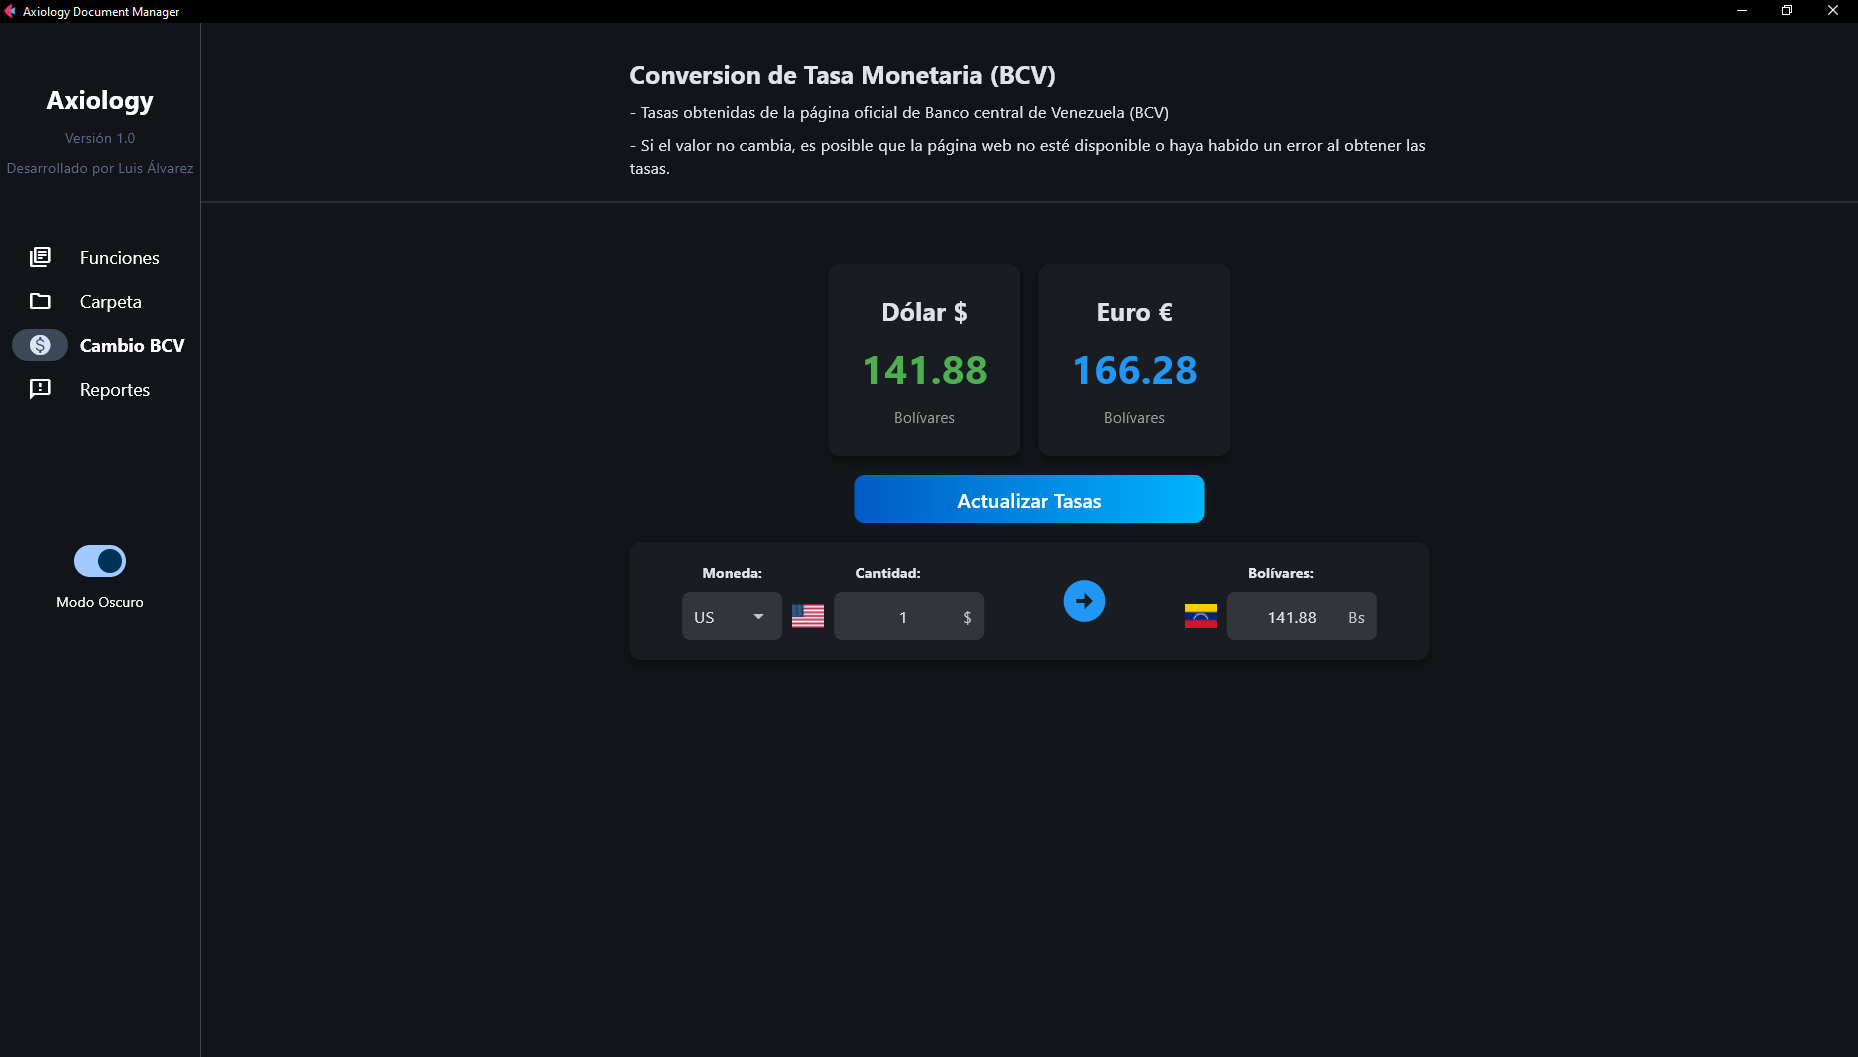 Axiology Document Manager
Axiology
Versión 1.0
Desarrollado por Luis Álvarez
Funciones
Carpeta
Cambio BCV
Reportes
Modo Oscuro
Conversion de Tasa Monetaria (BCV)
- Tasas obtenidas de la página oficial de Banco central de Venezuela (BCV)
- Si el valor no cambia, es posible que la página web no esté disponible o haya habido un error al obtener las
tasas.
Dólar $
141.88
Bolívares
Euro €
166.28
Bolívares
Actualizar Tasas
Moneda:
US
Cantidad:
1 $
Bolívares:
141.88 Bs